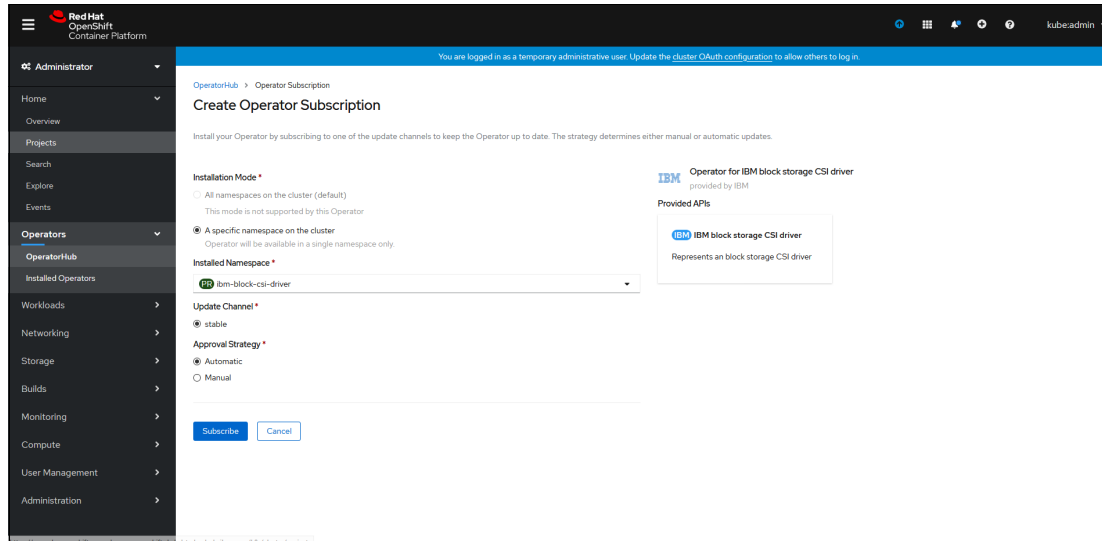 Red Hat
OpenShift
Container Platform
kube:admin
You are logged in as a temporary administrative user. Update the cluster OAuth configuration to allow others to log in.
Administrator
Home
Overview
Projects
Search
Explore
Events
Operators
OperatorHub
Installed Operators
Workloads
Networking
Storage
Builds
Monitoring
Compute
User Management
Administration
OperatorHub > Operator Subscription
Create Operator Subscription
Install your Operator by subscribing to one of the update channels to keep the Operator up to date. The strategy determines either manual or automatic updates.
Installation Mode *
All namespaces on the cluster (default)
This mode is not supported by this Operator
A specific namespace on the cluster
Operator will be available in a single namespace only.
Installed Namespace *
PR ibm-block-csi-driver
Update Channel *
stable
Approval Strategy *
Automatic
Manual
Subscribe
Cancel
IBM
Operator for IBM block storage CSI driver
provided by IBM
Provided APIs
IBM IBM block storage CSI driver
Represents an block storage CSI driver